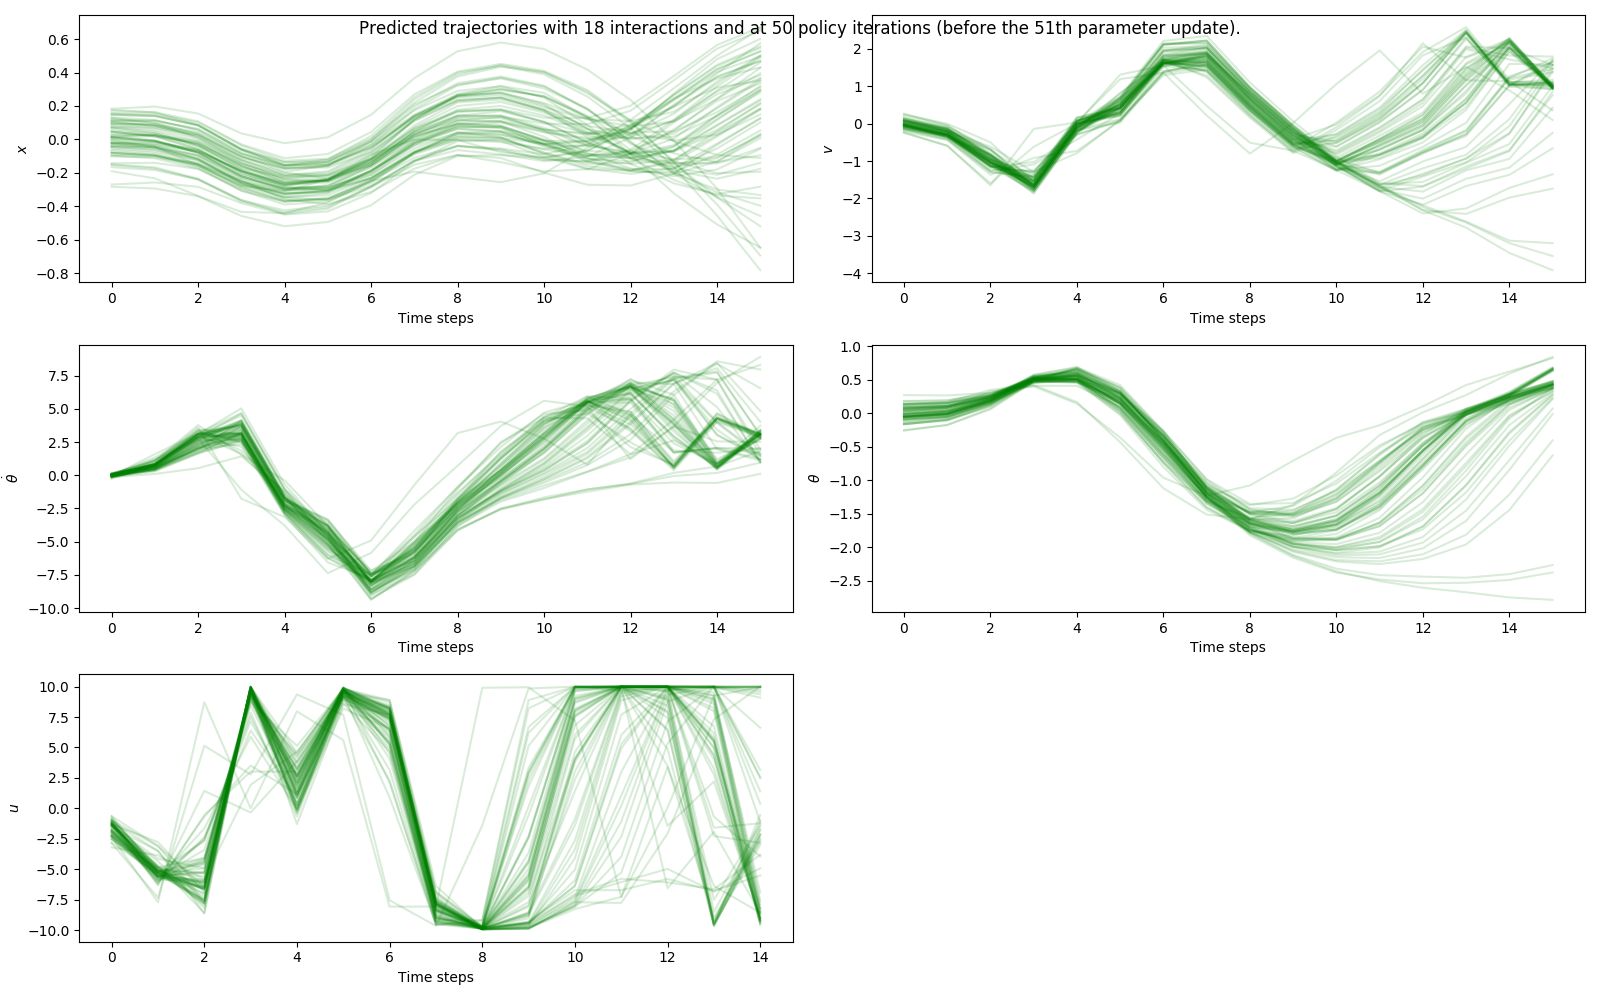 Predicted trajectories with 18 interactions and at 50 policy iterations (before the 51th parameter update).
0.6
0.4
0.2
0.0
−0.2
−0.4
−0.6
−0.8
x
0 2 4 6 8 10 12 14
Time steps
2
1
0
−1
−2
−3
−4
v
0 2 4 6 8 10 12 14
Time steps
7.5
5.0
2.5
0.0
−2.5
−5.0
−7.5
−10.0
θ̇
0 2 4 6 8 10 12 14
Time steps
1.0
0.5
0.0
−0.5
−1.0
−1.5
−2.0
−2.5
θ
0 2 4 6 8 10 12 14
Time steps
10.0
7.5
5.0
2.5
0.0
−2.5
−5.0
−7.5
−10.0
u
0 2 4 6 8 10 12 14
Time steps